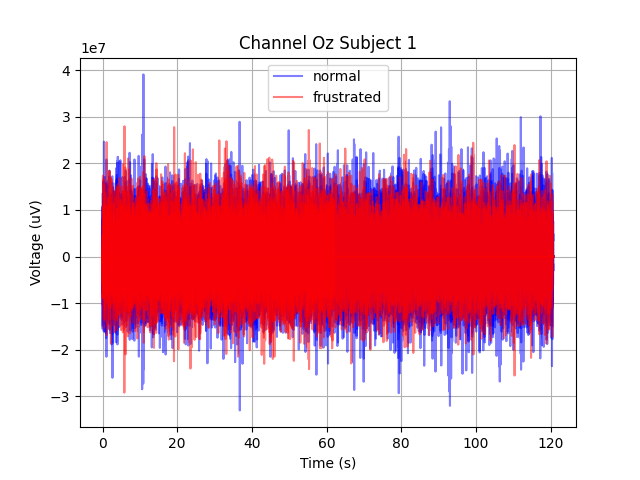 Channel Oz Subject 1
1e7
normal
frustrated
4
3
2
1
0
−1
−2
−3
Voltage (uV)
0 20 40 60 80 100 120
Time (s)